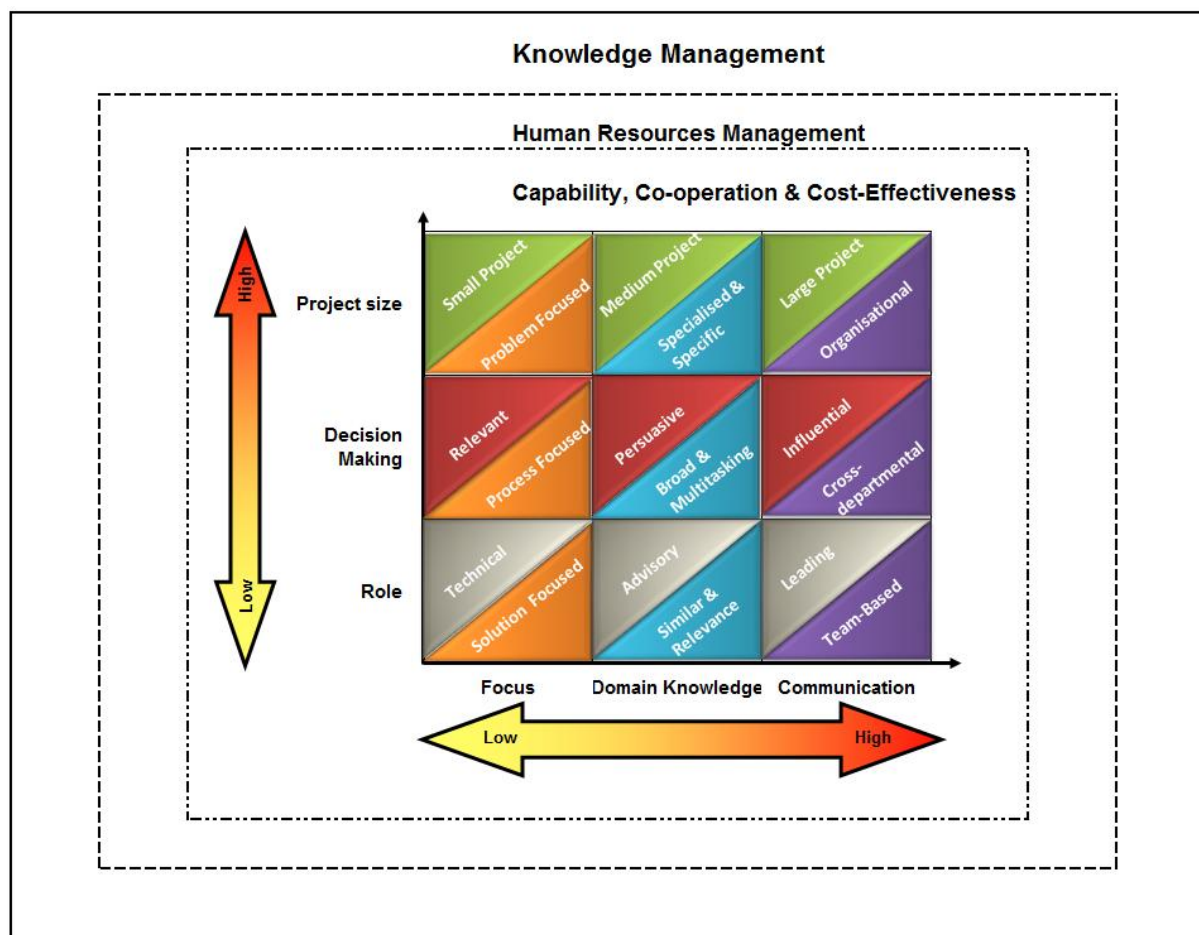 Knowledge Management
Human Resources Management
Capability, Co-operation & Cost-Effectiveness
High
Low
Project size
Small Project
Problem Focused
Medium Project
Specialised &
Specific
Large Project
Organisational
Decision
Making
Relevant
Process Focused
Persuasive
Broad &
Multitasking
Influential
Cross-
departmental
Role
Technical
Solution Focused
Advisory
Similar &
Relevance
Leading
Team-Based
Focus
Domain Knowledge
Communication
Low
High